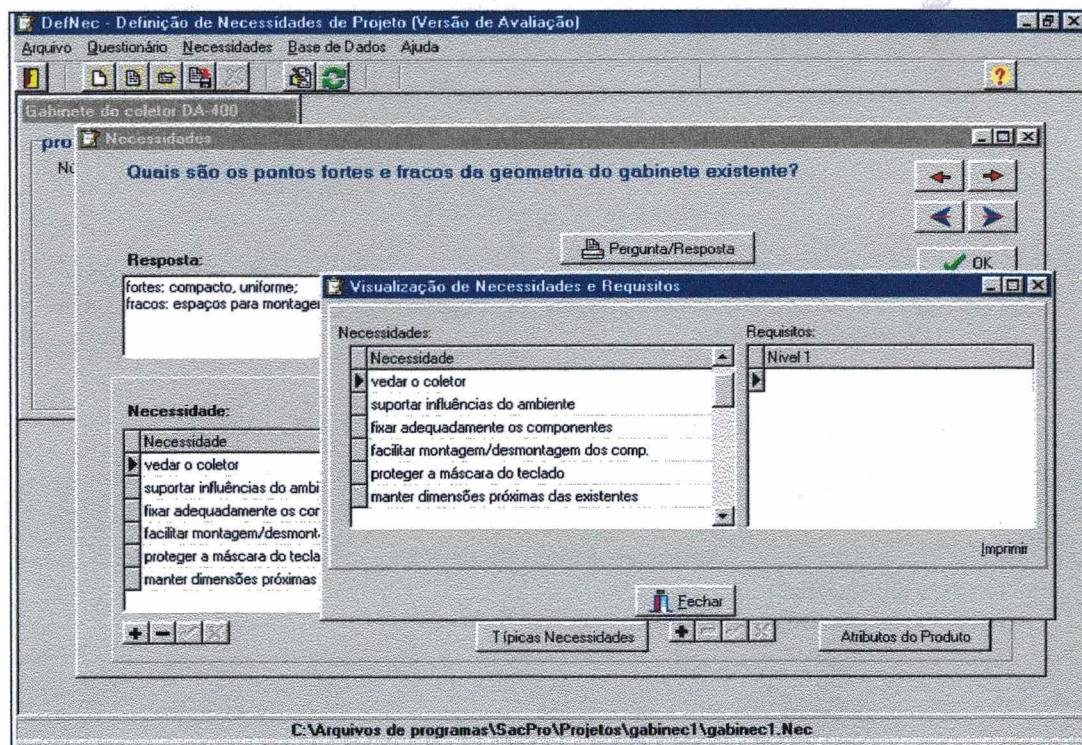 DefNec - Definição de Necessidades de Projeto (Versão de Avaliação)
Arquivo Questionário Necessidades Base de Dados Ajuda
Gabinete do coletor DA-400
pro
Necessidades
Quais são os pontos fortes e fracos da geometria do gabinete existente?
Pergunta/Resposta
OK
Resposta:
fortes: compacto, uniforme;
fracos: espaços para montagem
Visualização de Necessidades e Requisitos
Necessidades:
Necessidade
vedar o coletor
suportar influências do ambiente
fixar adequadamente os componentes
facilitar montagem/desmontagem dos comp.
proteger a máscara do teclado
manter dimensões próximas das existentes
Requisitos:
Nivel 1
Imprimir
Fechar
Necessidade:
Necessidade
vedar o coletor
suportar influências do ambi
fixar adequadamente os cor
facilitar montagem/desmont
proteger a máscara do tecla
manter dimensões próximas
Típicas Necessidades
Atributos do Produto
C:\Arquivos de programas\SacPro\Projetos\gabinec1\gabinec1.Nec